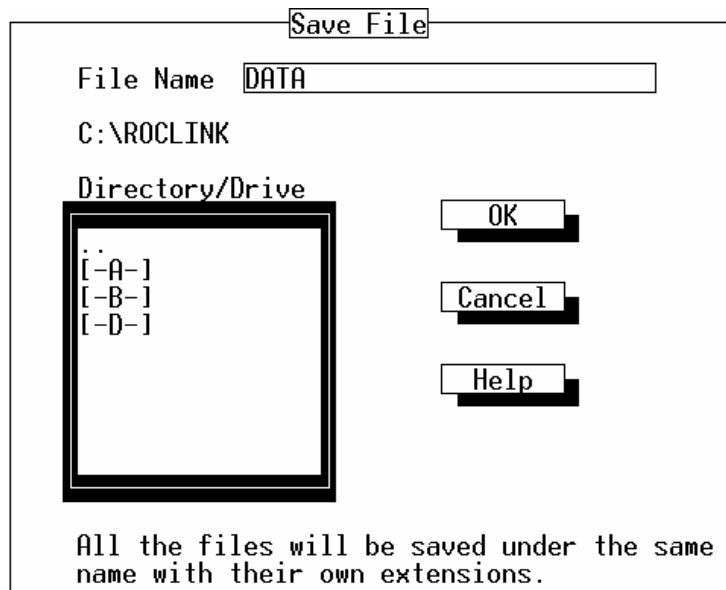 Save File
File Name DATA
C:\ROCLINK
Directory/Drive
..
[-A-]
[-B-]
[-D-]
OK
Cancel
Help
All the files will be saved under the same
name with their own extensions.